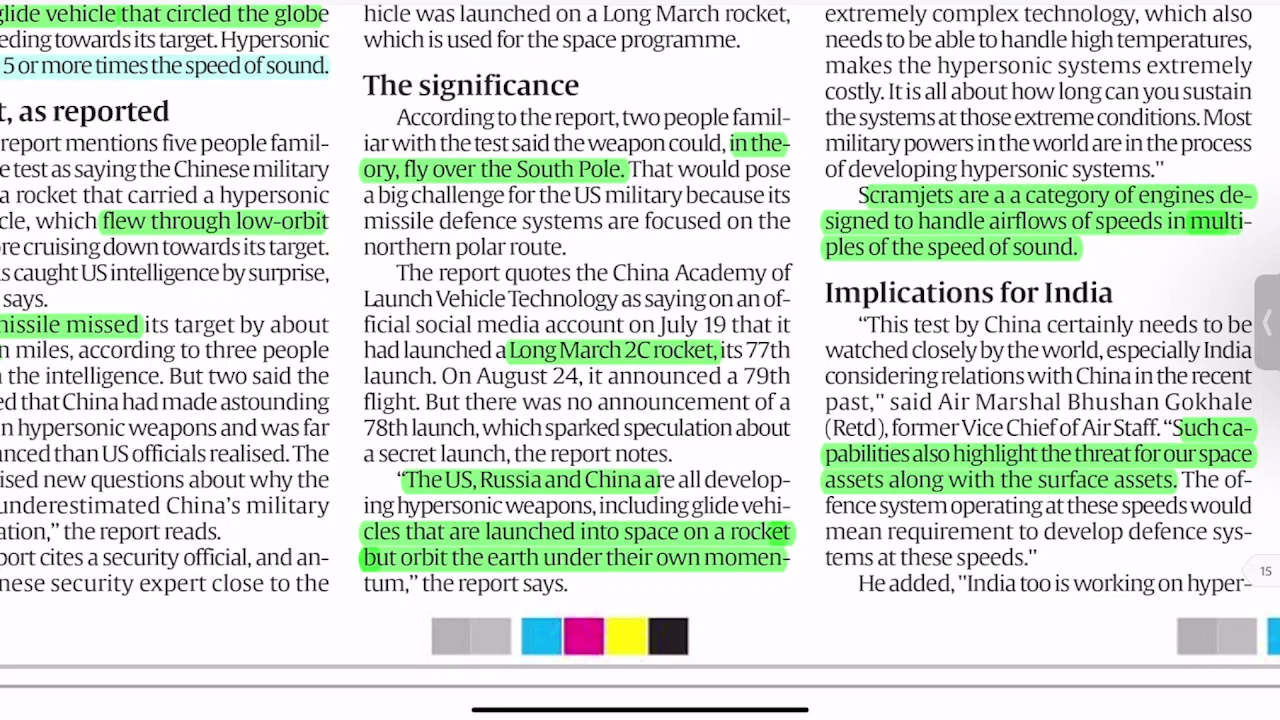 glide vehicle that circled the globe
eding towards its target. Hypersonic
5 or more times the speed of sound.
t, as reported
report mentions five people famil-
e test as saying the Chinese military
a rocket that carried a hypersonic
cle, which flew through low-orbit
re cruising down towards its target.
s caught US intelligence by surprise,
says.
missile missed its target by about
n miles, according to three people
the intelligence. But two said the
ed that China had made astounding
n hypersonic weapons and was far
nced than US officials realised. The
ised new questions about why the
underestimated China's military
ation,” the report reads.
port cites a security official, and an-
nese security expert close to the
hicle was launched on a Long March rocket,
which is used for the space programme.
The significance
According to the report, two people famil-
iar with the test said the weapon could, in the-
ory, fly over the South Pole. That would pose
a big challenge for the US military because its
missile defence systems are focused on the
northern polar route.
The report quotes the China Academy of
Launch Vehicle Technology as saying on an of-
ficial social media account on July 19 that it
had launched a Long March 2C rocket, its 77th
launch. On August 24, it announced a 79th
flight. But there was no announcement of a
78th launch, which sparked speculation about
a secret launch, the report notes.
“The US, Russia and China are all develop-
ing hypersonic weapons, including glide vehi-
cles that are launched into space on a rocket
but orbit the earth under their own momen-
tum,” the report says.
extremely complex technology, which also
needs to be able to handle high temperatures,
makes the hypersonic systems extremely
costly. It is all about how long can you sustain
the systems at those extreme conditions. Most
military powers in the world are in the process
of developing hypersonic systems."
Scramjets are a a category of engines de-
signed to handle airflows of speeds in multi-
ples of the speed of sound.
Implications for India
“This test by China certainly needs to be
watched closely by the world, especially India
considering relations with China in the recent
past," said Air Marshal Bhushan Gokhale
(Retd), former Vice Chief of Air Staff. “Such ca-
pabilities also highlight the threat for our space
assets along with the surface assets. The of-
fence system operating at these speeds would
mean requirement to develop defence sys-
tems at these speeds."
He added, "India too is working on hyper-
15